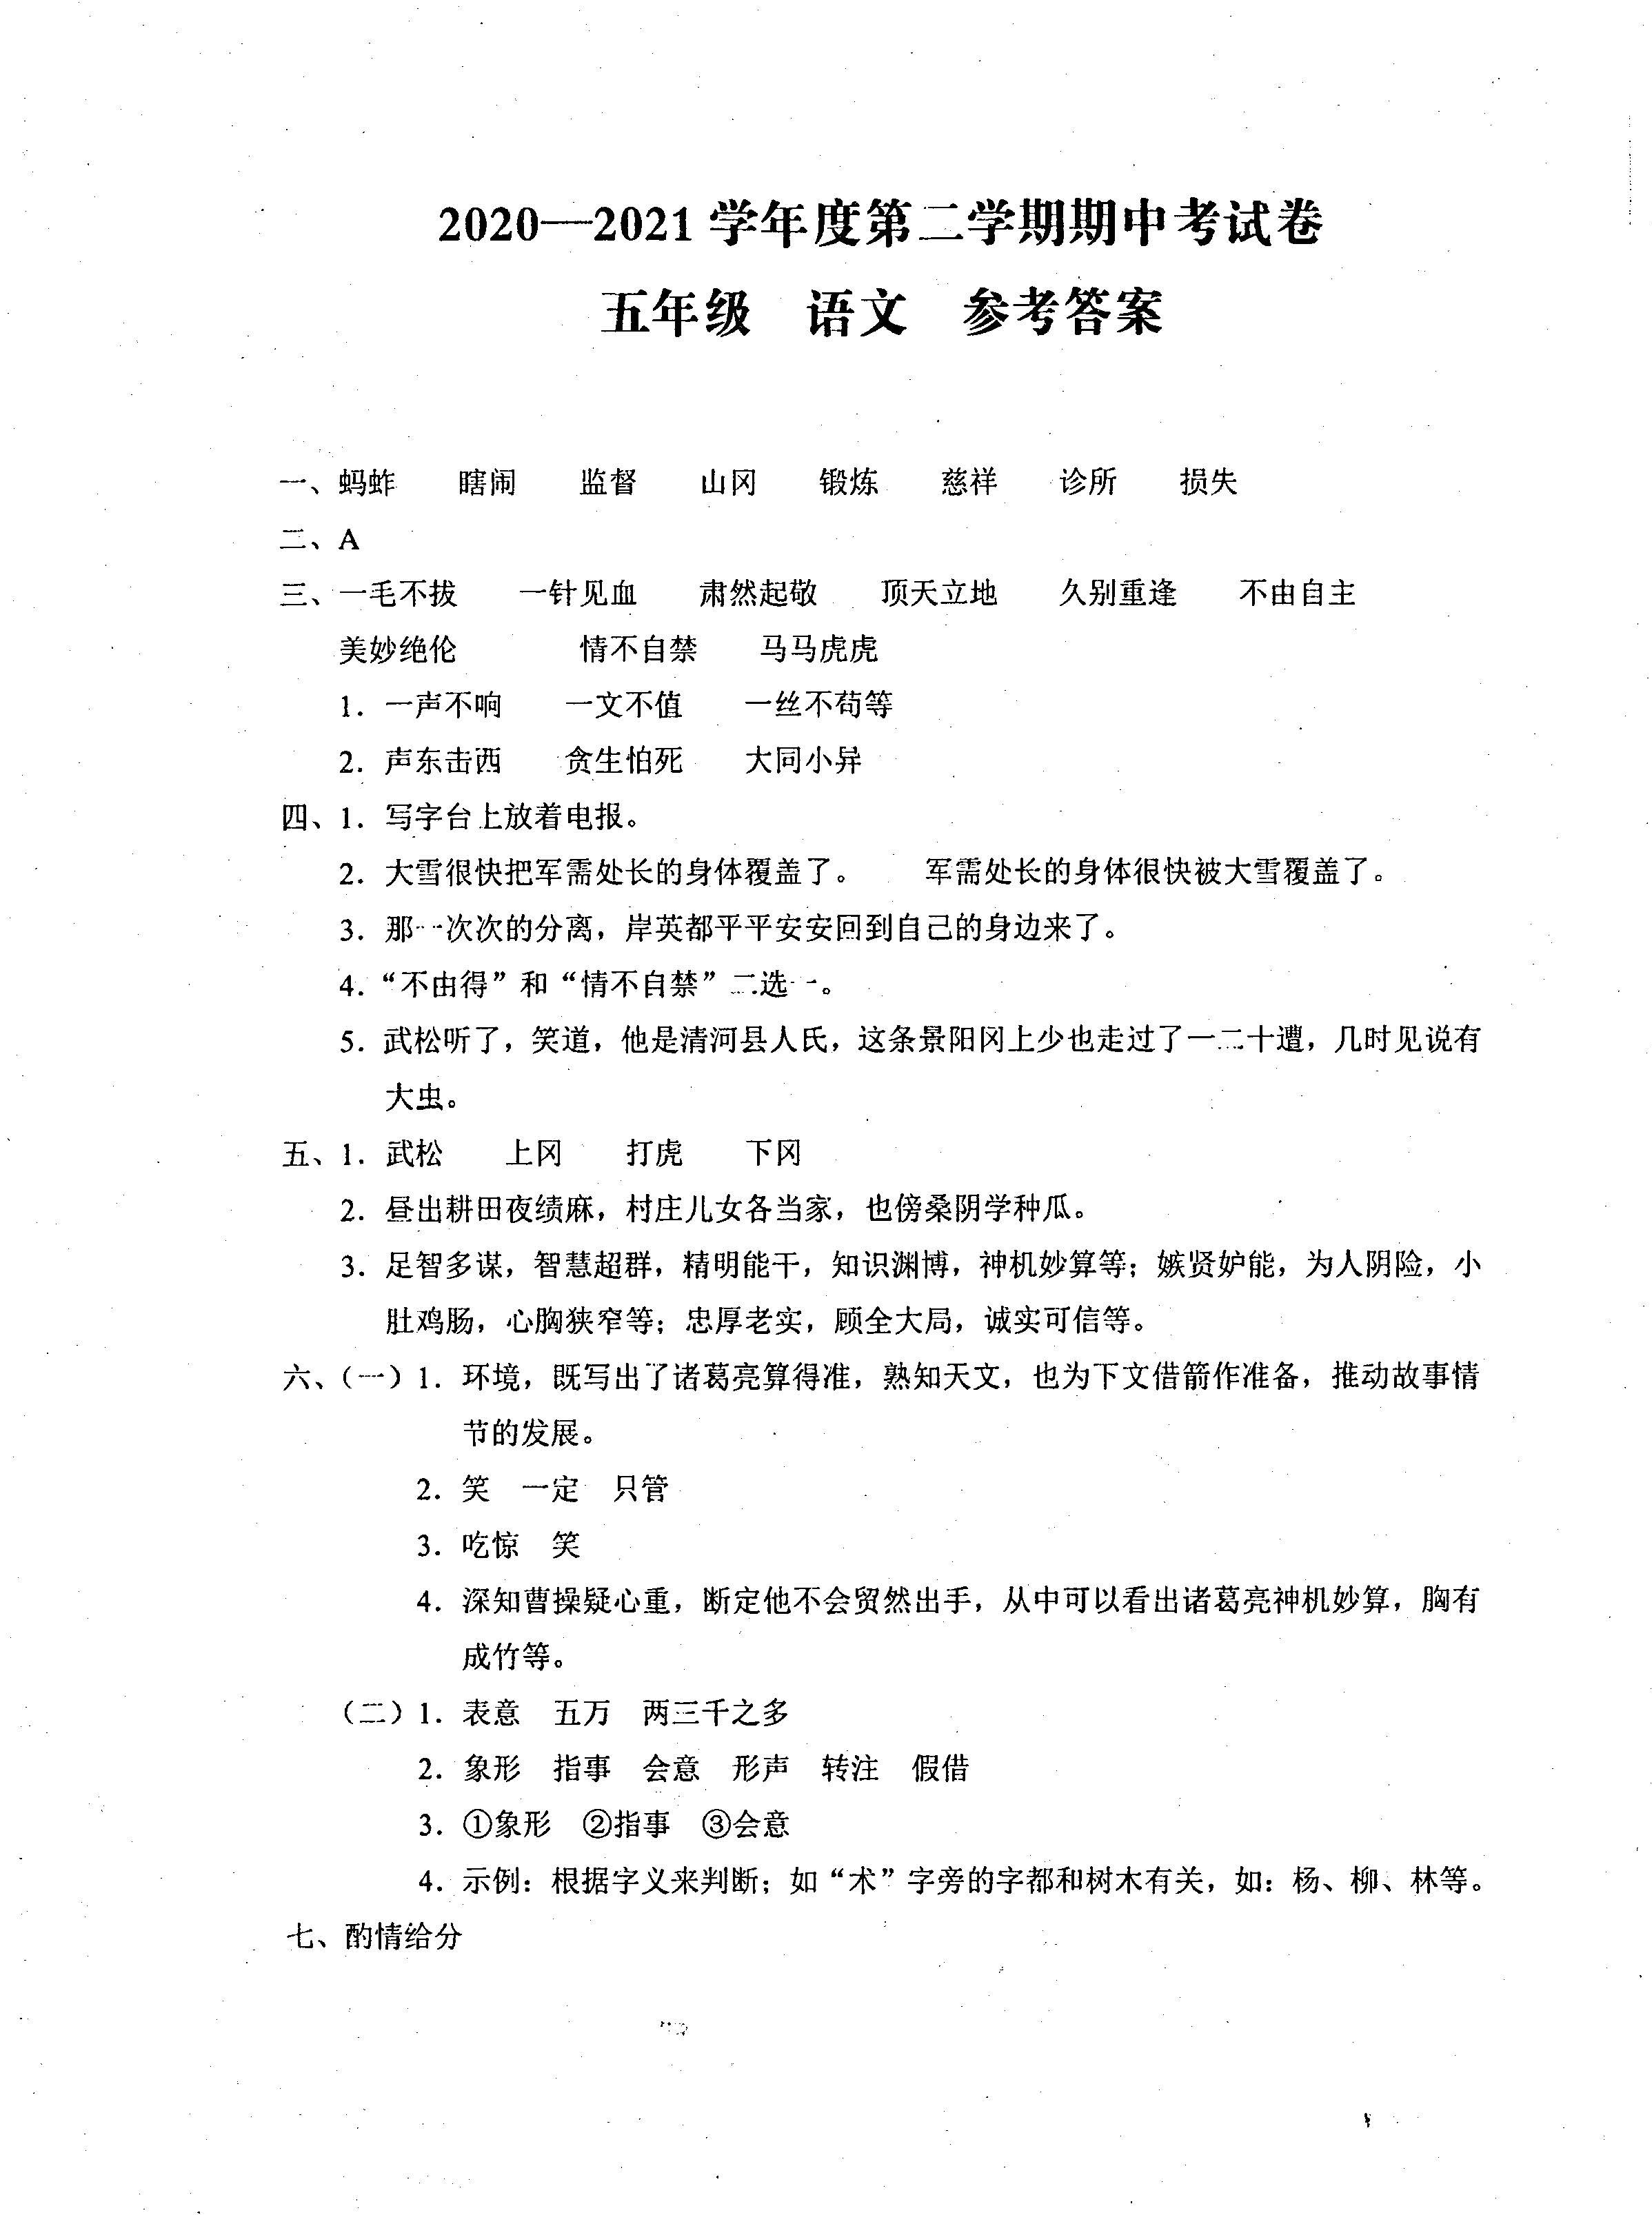 2020—2021 学年度第二学期期中考试卷
五年级 语文 参考答案
一、蚂蚱 瞎闹 监督 山冈 锻炼 慈祥 诊所 损失
二、A
三、一毛不拔 一针见血 肃然起敬 顶天立地 久别重逢 不由自主
美妙绝伦 情不自禁 马马虎虎
1. 一声不响 一文不值 一丝不苟等
2. 声东击西 贪生怕死 大同小异
四、1. 写字台上放着电报。
2. 大雪很快把军需处长的身体覆盖了。 军需处长的身体很快被大雪覆盖了。
3. 那一次次的分离，岸英都平平安安回到自己的身边来了。
4. “不由得”和“情不自禁”二选一。
5. 武松听了，笑道，他是清河县人氏，这条景阳冈上少也走过了一二十遭，几时见说有
大虫。
五、1. 武松 上冈 打虎 下冈
2. 昼出耕田夜绩麻，村庄儿女各当家，也傍桑阴学种瓜。
3. 足智多谋，智慧超群，精明能干，知识渊博，神机妙算等；嫉贤妒能，为人阴险，小
肚鸡肠，心胸狭窄等；忠厚老实，顾全大局，诚实可信等。
六、（一）1. 环境，既写出了诸葛亮算得准，熟知天文，也为下文借箭作准备，推动故事情
节的发展。
2. 笑 一定 只管
3. 吃惊 笑
4. 深知曹操疑心重，断定他不会贸然出手，从中可以看出诸葛亮神机妙算，胸有
成竹等。
（二）1. 表意 五万 两三千之多
2. 象形 指事 会意 形声 转注 假借
3. ①象形 ②指事 ③会意
4. 示例：根据字义来判断；如“术”字旁的字都和树木有关，如：杨、柳、林等。
七、酌情给分